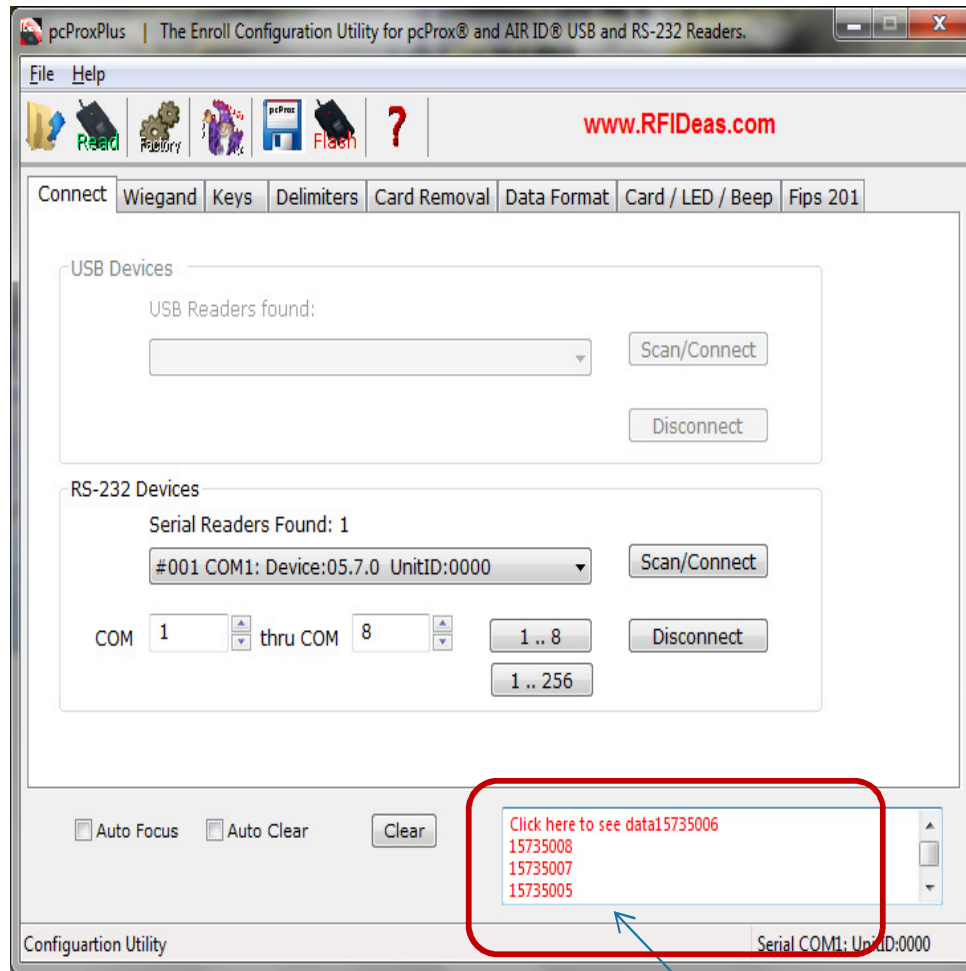 pcProxPlus | The Enroll Configuration Utility for pcProx® and AIR ID® USB and RS-232 Readers.
File Help
Read
Factory
pcProx
Flash
?
www.RFIDeas.com
Connect Wiegand Keys Delimiters Card Removal Data Format Card / LED / Beep Fips 201
USB Devices
USB Readers found:
Scan/Connect
Disconnect
RS-232 Devices
Serial Readers Found: 1
#001 COM1: Device:05.7.0 UnitID:0000
Scan/Connect
COM 1 thru COM 8
1 .. 8
Disconnect
1 .. 256
Auto Focus Auto Clear Clear
Click here to see data15735006
15735008
15735007
15735005
Configuartion Utility
Serial COM1: UnitID:0000